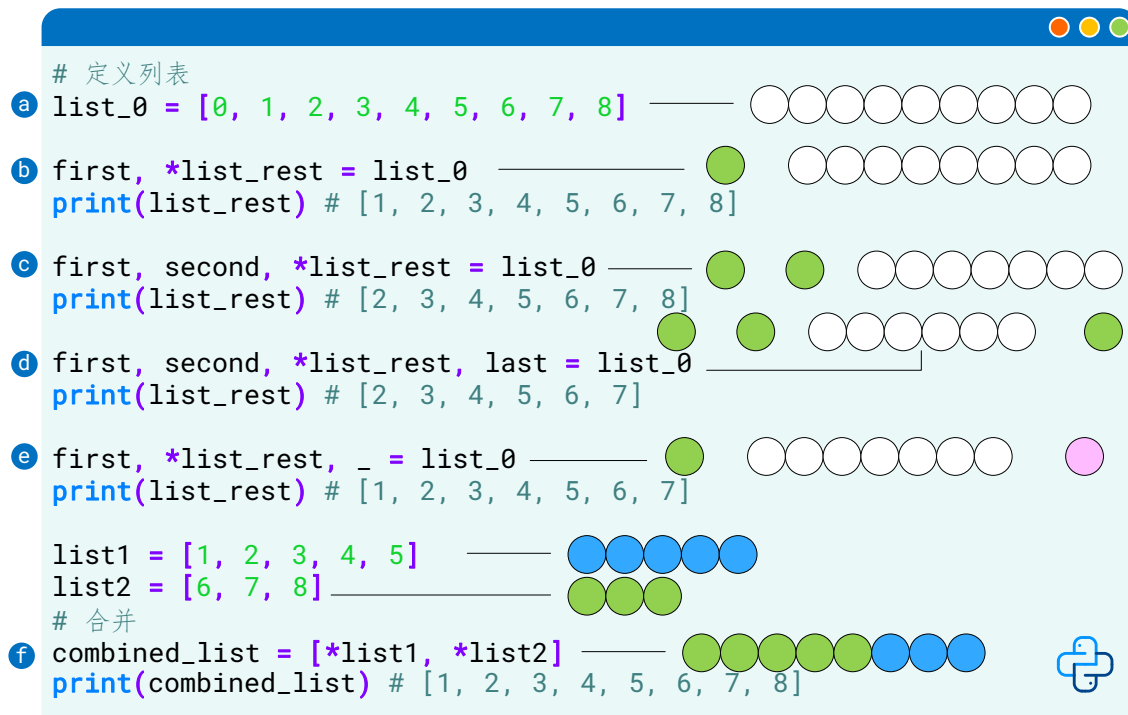 # 定义列表
a list_0 = [0, 1, 2, 3, 4, 5, 6, 7, 8]
b first, *list_rest = list_0
print(list_rest) # [1, 2, 3, 4, 5, 6, 7, 8]
c first, second, *list_rest = list_0
print(list_rest) # [2, 3, 4, 5, 6, 7, 8]
d first, second, *list_rest, last = list_0
print(list_rest) # [2, 3, 4, 5, 6, 7]
e first, *list_rest, _ = list_0
print(list_rest) # [1, 2, 3, 4, 5, 6, 7]
list1 = [1, 2, 3, 4, 5]
list2 = [6, 7, 8]
# 合并
f combined_list = [*list1, *list2]
print(combined_list) # [1, 2, 3, 4, 5, 6, 7, 8]